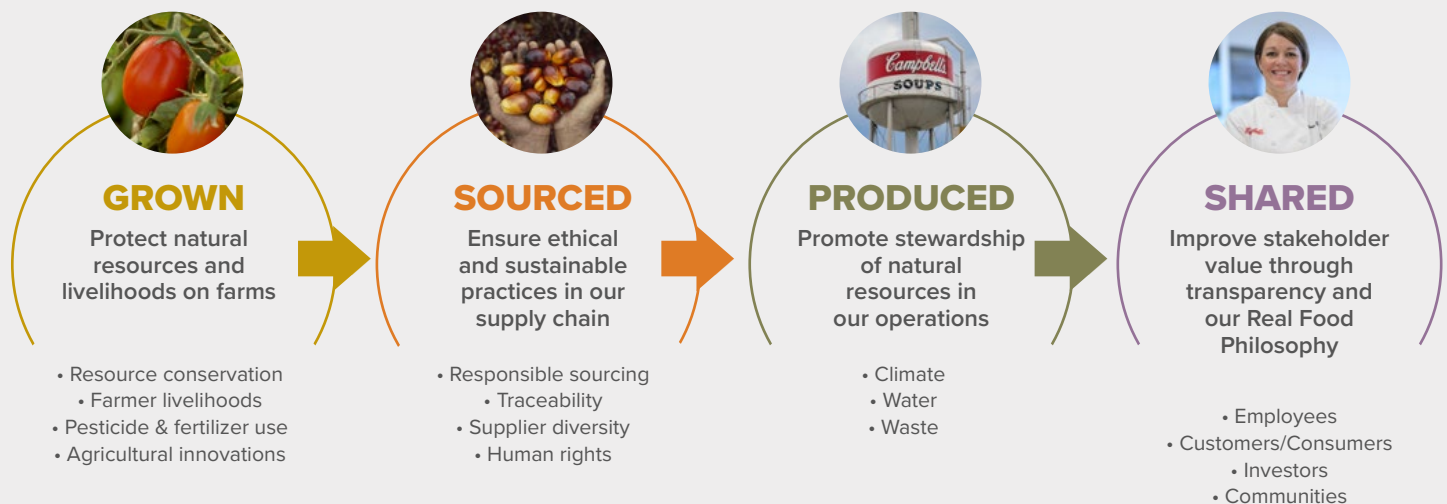 Campbell's
SOUPS
GROWN
Protect natural
resources and
livelihoods on farms
• Resource conservation
• Farmer livelihoods
• Pesticide & fertilizer use
• Agricultural innovations
SOURCED
Ensure ethical
and sustainable
practices in our
supply chain
• Responsible sourcing
• Traceability
• Supplier diversity
• Human rights
PRODUCED
Promote stewardship
of natural
resources in
our operations
• Climate
• Water
• Waste
SHARED
Improve stakeholder
value through
transparency and
our Real Food
Philosophy
• Employees
• Customers/Consumers
• Investors
• Communities